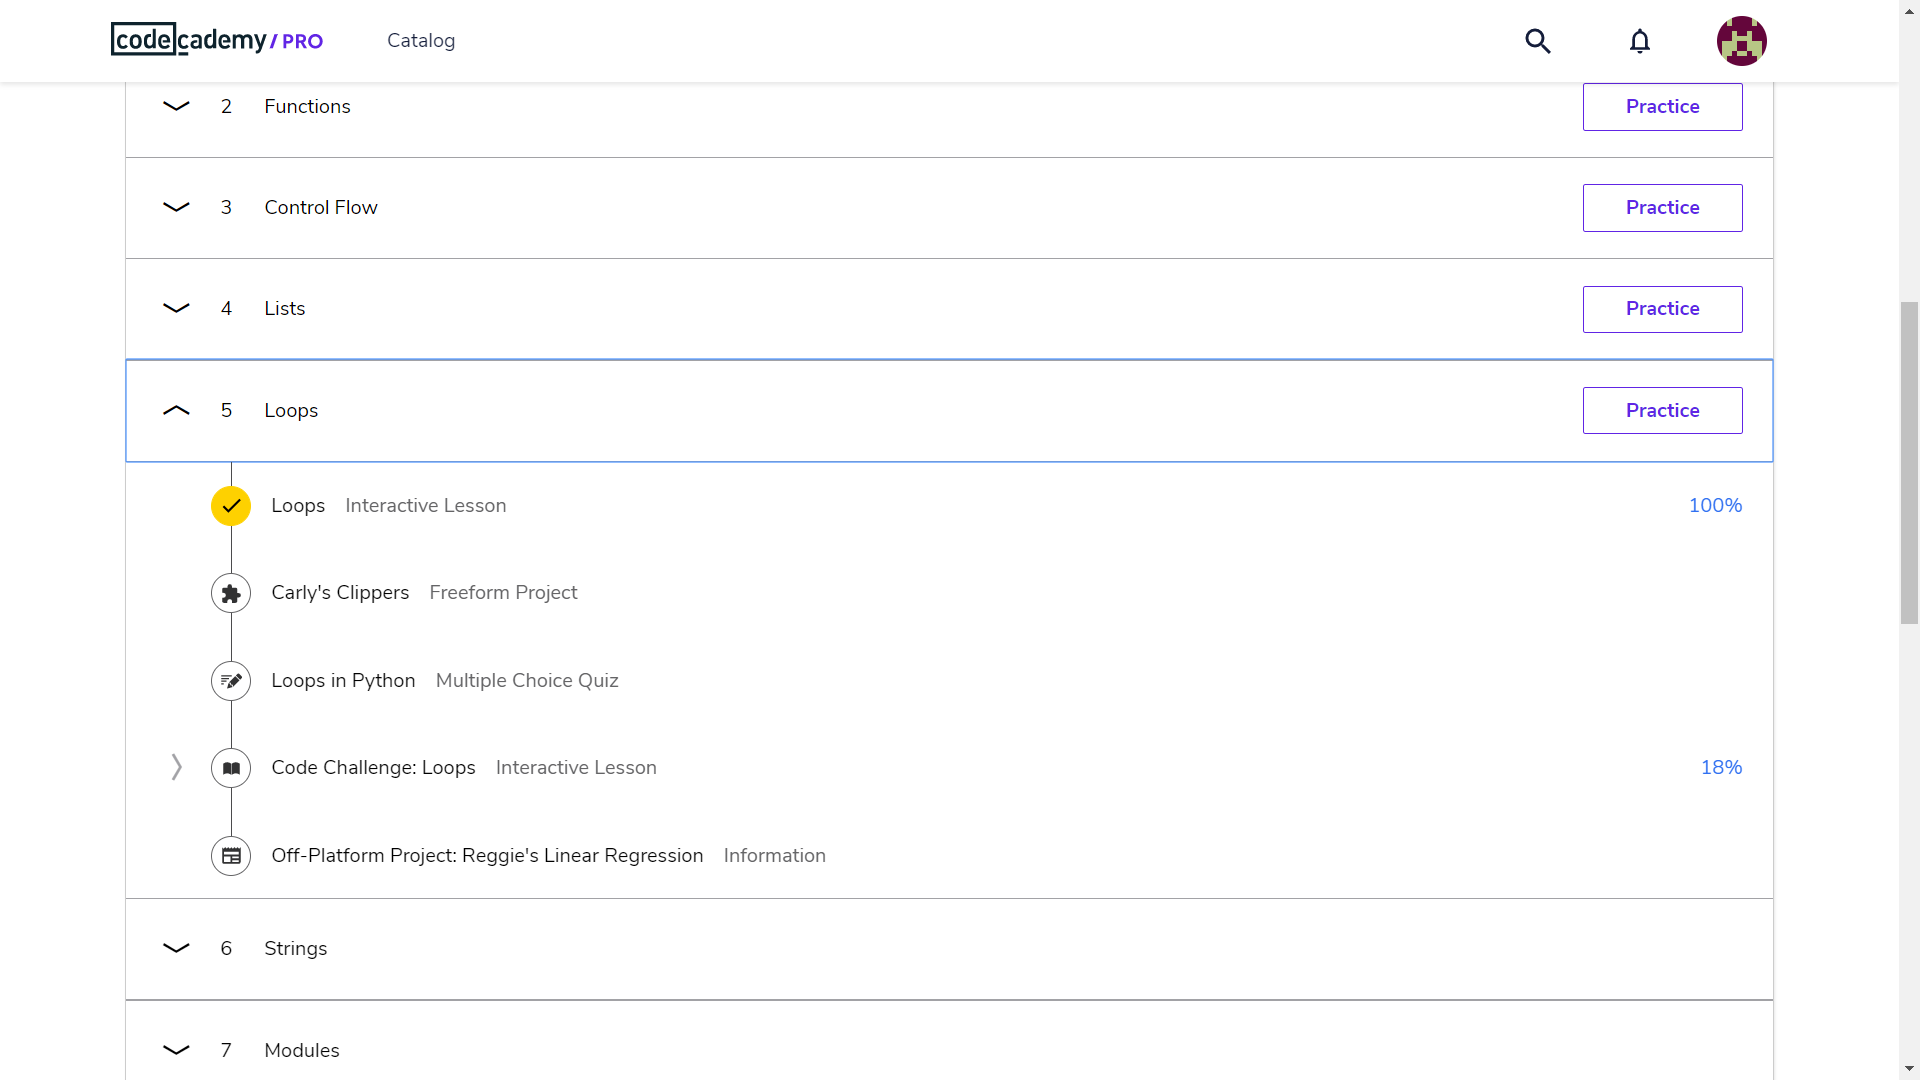 codecademy/PRO Catalog
2 Functions Practice
3 Control Flow Practice
4 Lists Practice
5 Loops Practice
Loops Interactive Lesson 100%
Carly's Clippers Freeform Project
Loops in Python Multiple Choice Quiz
Code Challenge: Loops Interactive Lesson 18%
Off-Platform Project: Reggie's Linear Regression Information
6 Strings
7 Modules